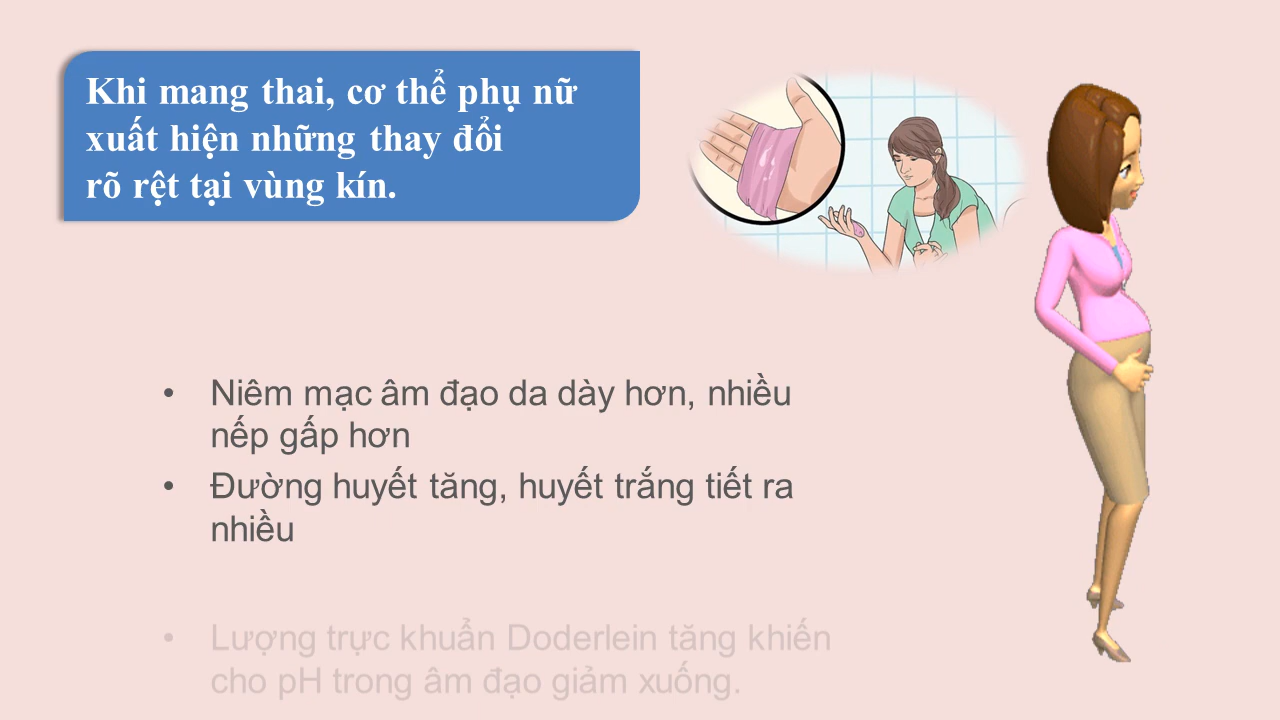 Khi mang thai, cơ thể phụ nữ
xuất hiện những thay đổi
rõ rệt tại vùng kín.
• Niêm mạc âm đạo da dày hơn, nhiều
nếp gấp hơn
• Đường huyết tăng, huyết trắng tiết ra
nhiều
• Lượng trực khuẩn Doderlein tăng khiến
cho pH trong âm đạo giảm xuống.